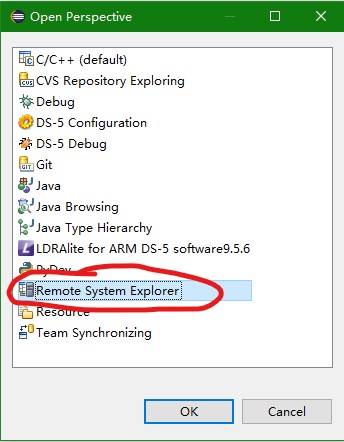 Open Perspective
C/C++ (default)
CVS Repository Exploring
Debug
DS-5 Configuration
DS-5 Debug
Git
Java
Java Browsing
Java Type Hierarchy
LDRAlite for ARM DS-5 software9.5.6
PyDev
Remote System Explorer
Resource
Team Synchronizing
OK
Cancel